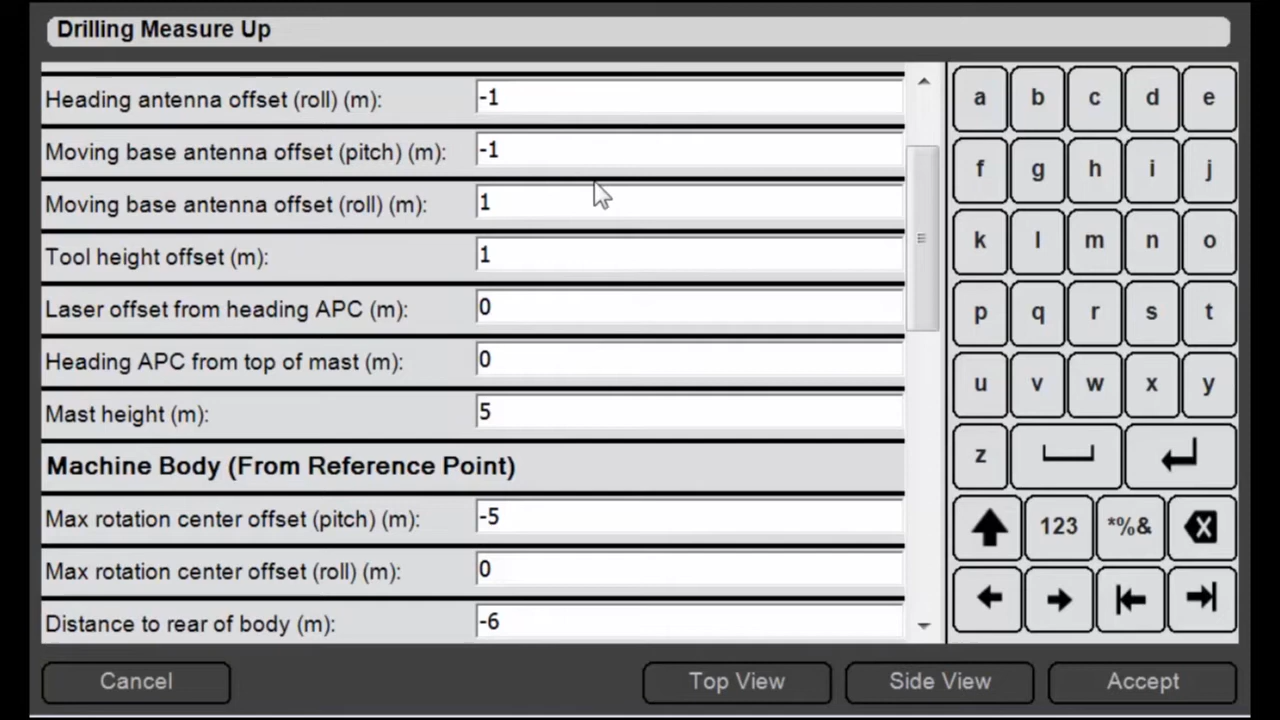 Drilling Measure Up
Heading antenna offset (roll) (m): -1
Moving base antenna offset (pitch) (m): -1
Moving base antenna offset (roll) (m): 1
Tool height offset (m): 1
Laser offset from heading APC (m): 0
Heading APC from top of mast (m): 0
Mast height (m): 5
Machine Body (From Reference Point)
Max rotation center offset (pitch) (m): -5
Max rotation center offset (roll) (m): 0
Distance to rear of body (m): -6
a b c d e
f g h i j
k l m n o
p q r s t
u v w x y
z
123 *%&
Cancel Top View Side View Accept